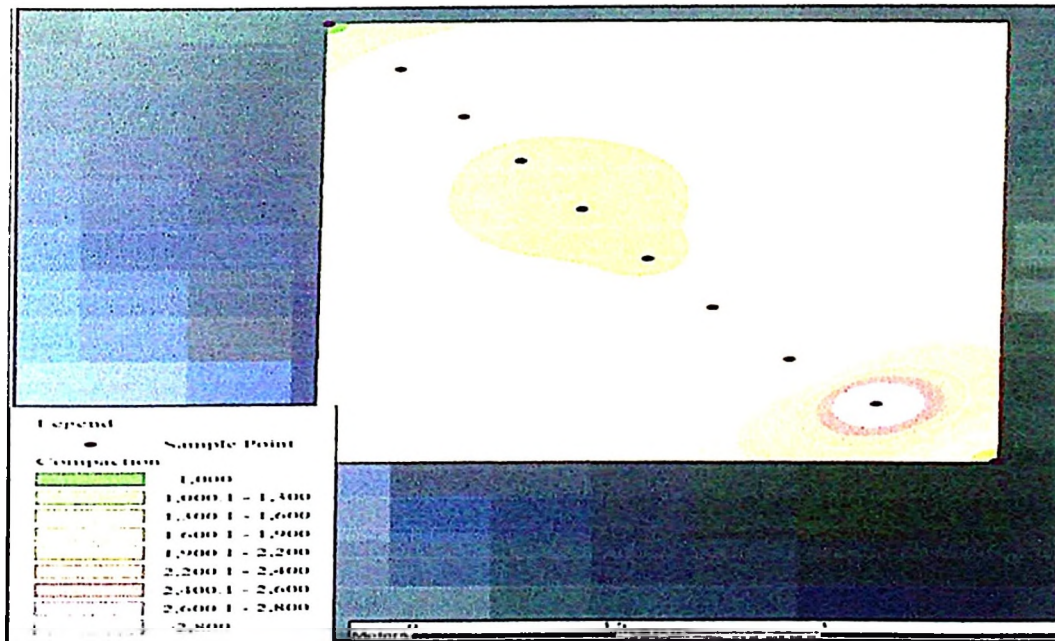 Legend
Sample Point
Compaction
1,000
1,000.1 - 1,300
1,300.1 - 1,600
1,600.1 - 1,900
1,900.1 - 2,200
2,200.1 - 2,400
2,400.1 - 2,600
2,600.1 - 2,800
2,800
Meters